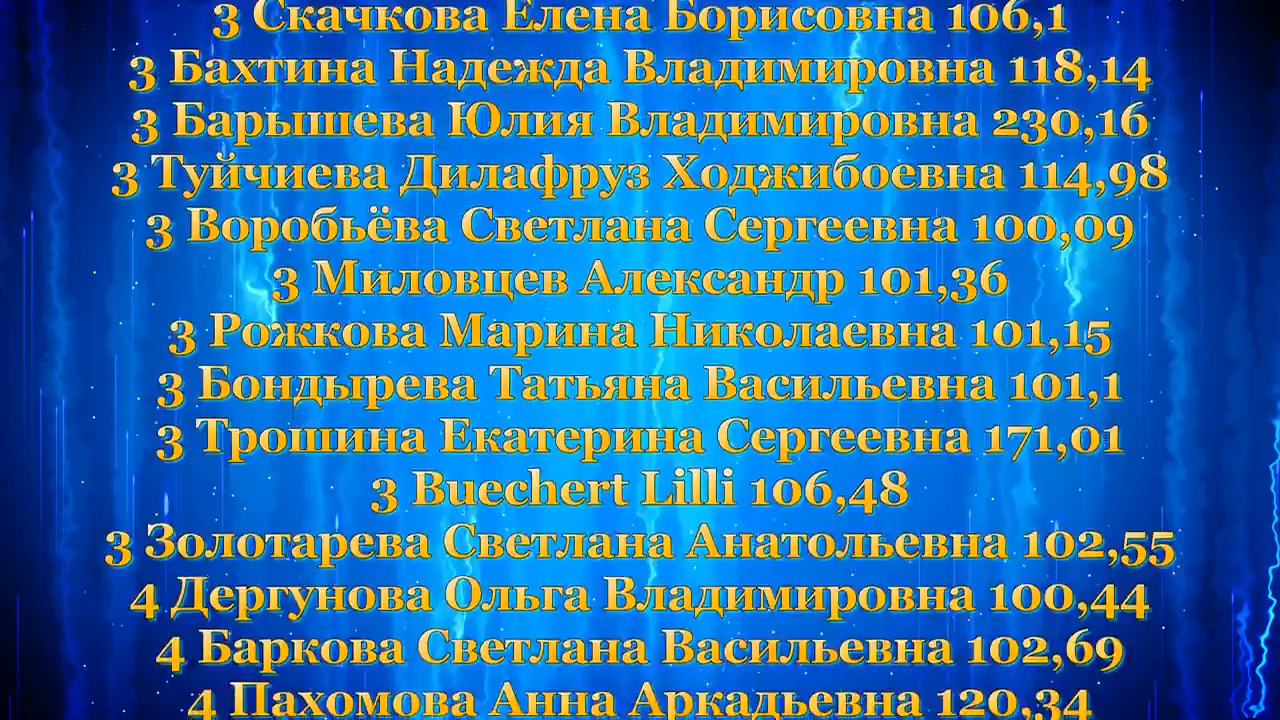 3 Скачкова Елена Борисовна 106,1
3 Бахтина Надежда Владимировна 118,14
3 Барышева Юлия Владимировна 230,16
3 Туйчиева Дилафруз Ходжибоевна 114,98
3 Воробьёва Светлана Сергеевна 100,09
3 Миловцев Александр 101,36
3 Рожкова Марина Николаевна 101,15
3 Бондырева Татьяна Васильевна 101,1
3 Трошина Екатерина Сергеевна 171,01
3 Buechert Lilli 106,48
3 Золотарева Светлана Анатольевна 102,55
4 Дергунова Ольга Владимировна 100,44
4 Баркова Светлана Васильевна 102,69
4 Пахомова Анна Аркадьевна 120,34